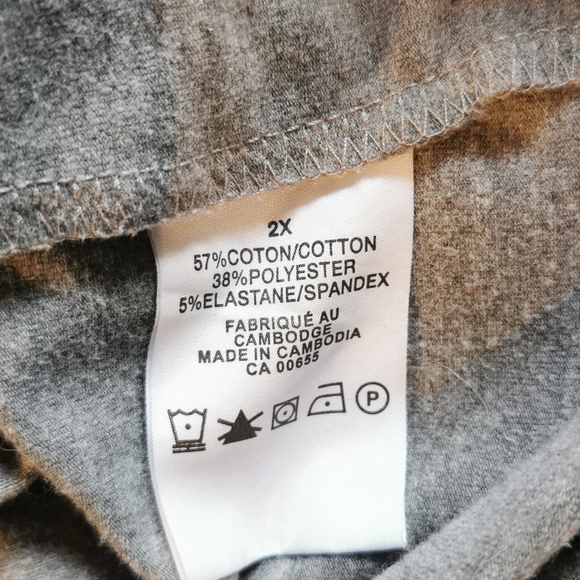 2X
57%COTON/COTTON
38%POLYESTER
5%ELASTANE/SPANDEX
FABRIQUÉ AU
CAMBODGE
MADE IN CAMBODIA
CA 00655
P